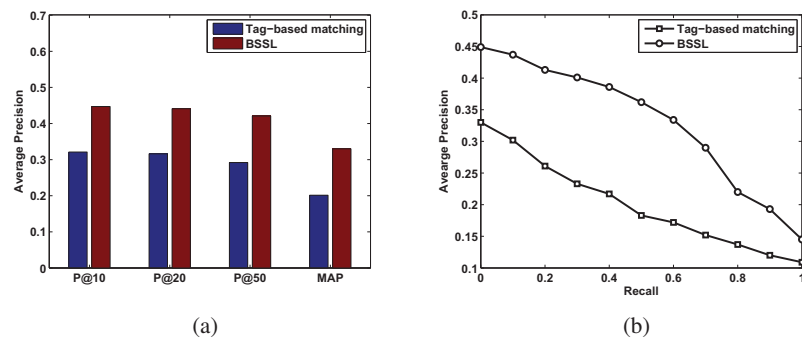 0.7
0.6
0.5
0.4
0.3
0.2
0.1
0
Average Precision
Tag-based matching
BSSL
P@10 P@20 P@50 MAP
(a)
0.5
0.45
0.4
0.35
0.3
0.25
0.2
0.15
0.1
Avearge Precision
Tag-based matching
BSSL
0 0.2 0.4 0.6 0.8 1
Recall
(b)